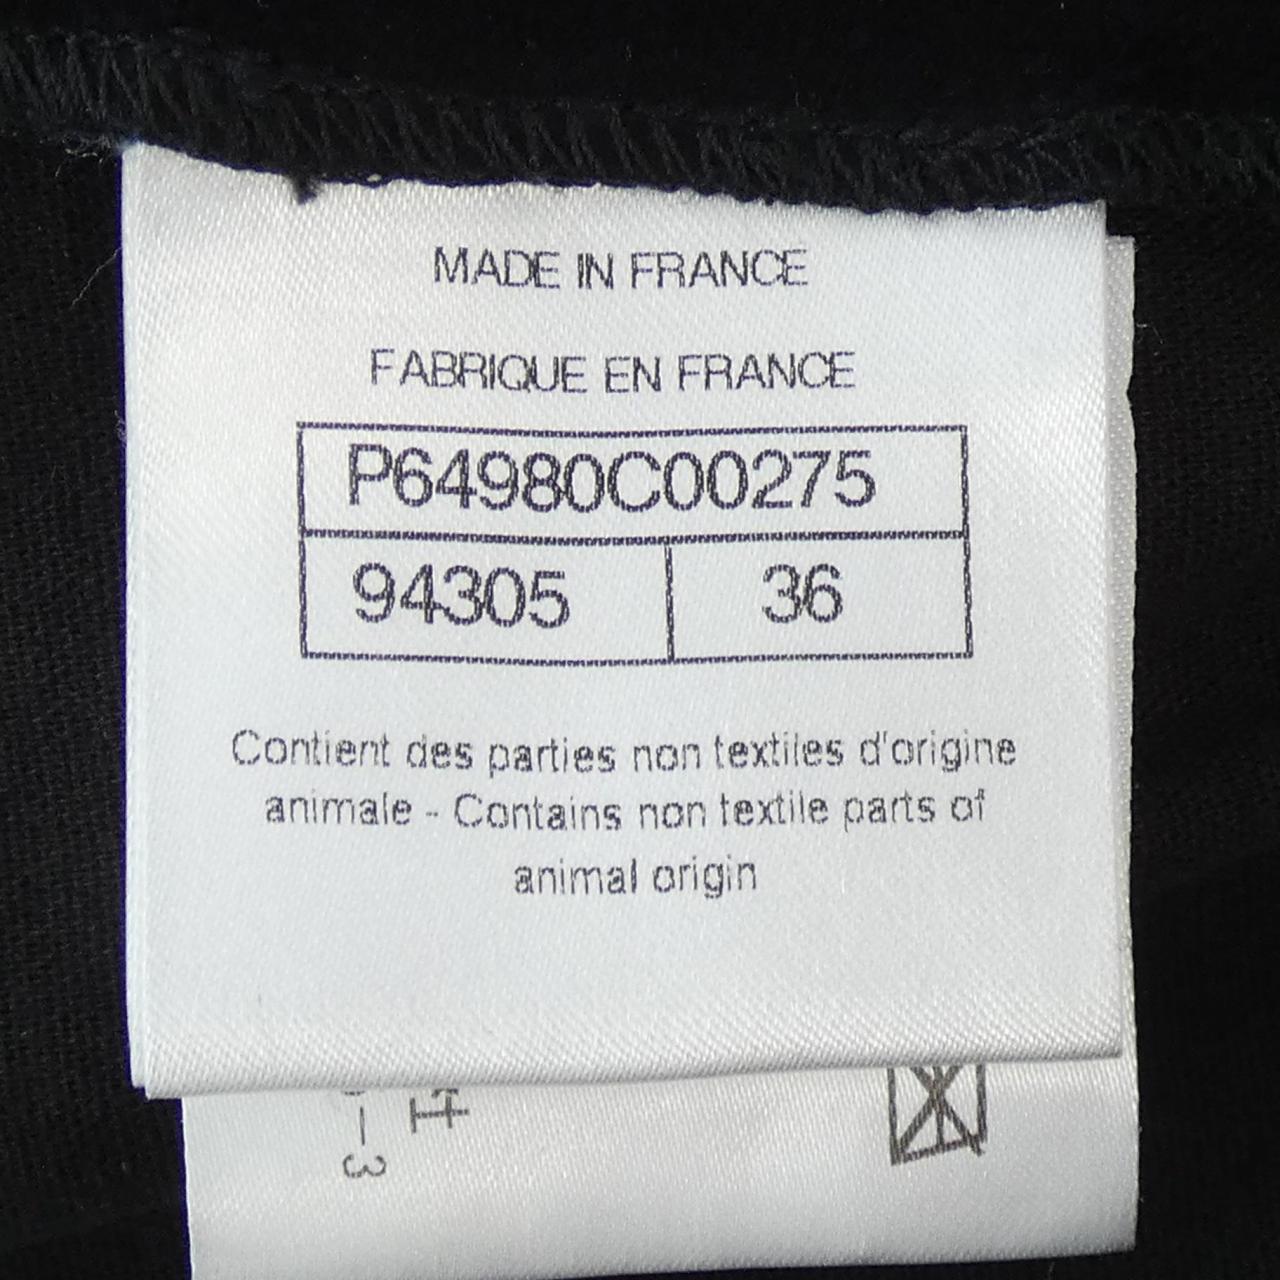 MADE IN FRANCE
FABRIQUE EN FRANCE
P64980C00275
94305 36
Contient des parties non textiles d'origine
animale - Contains non textile parts of
animal origin